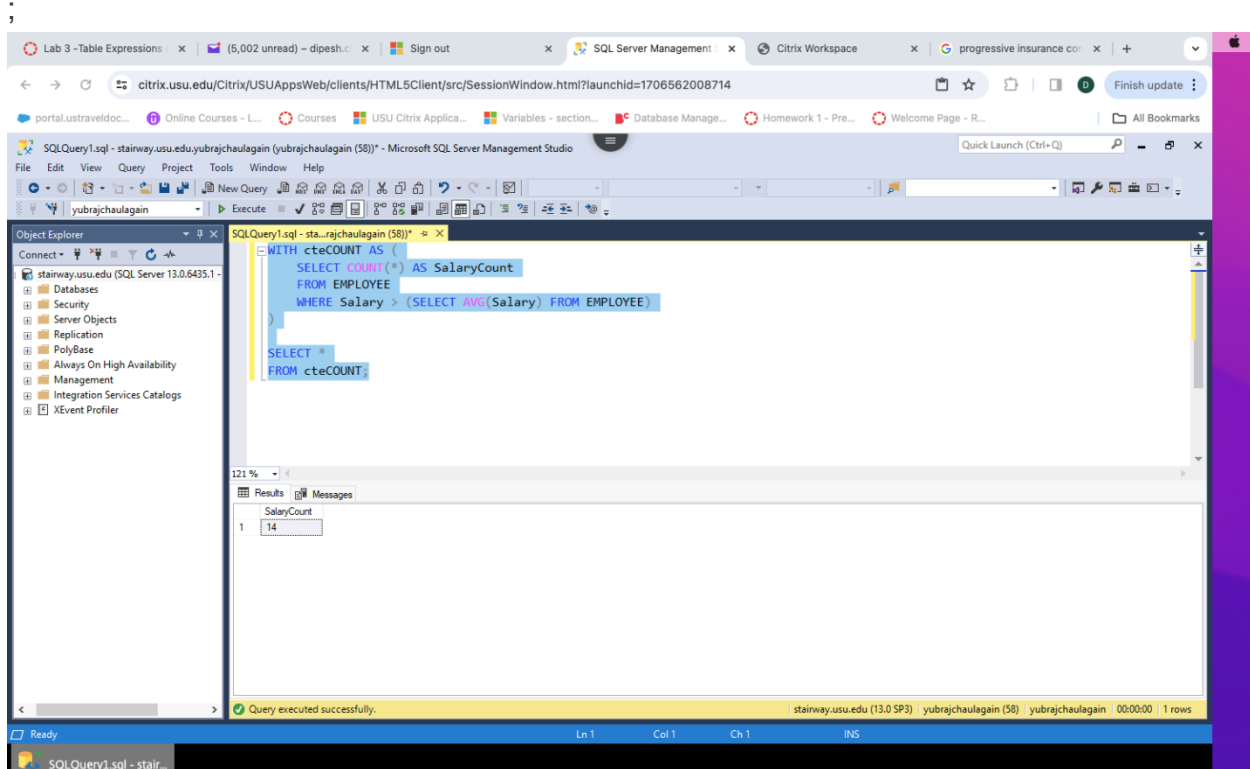 ;
Lab 3 -Table Expressions
(5,002 unread) – dipesh.c
Sign out
SQL Server Management S
Citrix Workspace
progressive insurance con
citrix.usu.edu/Citrix/USUAppsWeb/clients/HTML5Client/src/SessionWindow.html?launchid=1706562008714
D
Finish update
portal.ustraveldoc...
Online Courses - L...
Courses
USU Citrix Applica...
Variables - section...
Database Manage...
Homework 1 - Pre...
Welcome Page - R...
All Bookmarks
SQLQuery1.sql - stairway.usu.edu.yubrajchaulagain (yubrajchaulagain (58))* - Microsoft SQL Server Management Studio
Quick Launch (Ctrl+Q)
File Edit View Query Project Tools Window Help
New Query
yubrajchaulagain
Execute
Object Explorer
SQLQuery1.sql - sta...rajchaulagain (58))*
Connect
stairway.usu.edu (SQL Server 13.0.6435.1 -
Databases
Security
Server Objects
Replication
PolyBase
Always On High Availability
Management
Integration Services Catalogs
XEvent Profiler
WITH cteCOUNT AS (
SELECT COUNT(*) AS SalaryCount
FROM EMPLOYEE
WHERE Salary > (SELECT AVG(Salary) FROM EMPLOYEE)
)
SELECT *
FROM cteCOUNT;
121 %
Results Messages
SalaryCount
1 14
Query executed successfully.
stairway.usu.edu (13.0 SP3) yubrajchaulagain (58) yubrajchaulagain 00:00:00 1 rows
Ready
Ln 1 Col 1 Ch 1 INS
SQLQuery1.sql - stair...